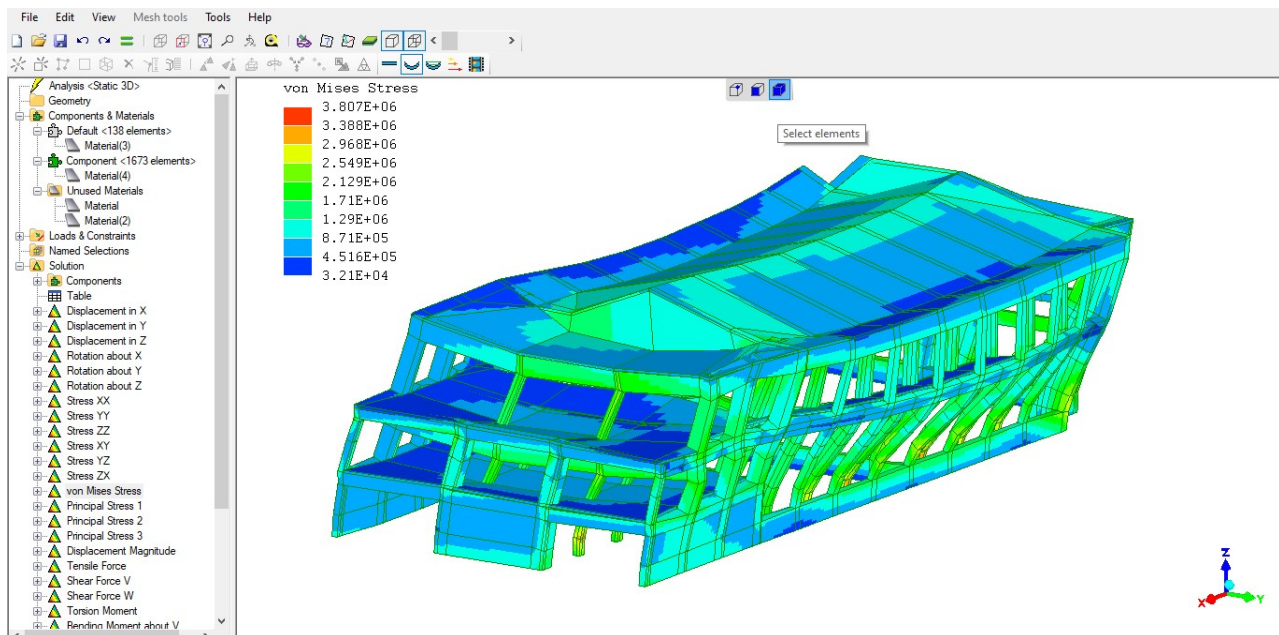 File Edit View Mesh tools Tools Help
Analysis <Static 3D>
Geometry
Components & Materials
Default <138 elements>
Material(3)
Component <1673 elements>
Material(4)
Unused Materials
Material
Material(2)
Loads & Constraints
Named Selections
Solution
Components
Table
Displacement in X
Displacement in Y
Displacement in Z
Rotation about X
Rotation about Y
Rotation about Z
Stress XX
Stress YY
Stress ZZ
Stress XY
Stress YZ
Stress ZX
von Mises Stress
Principal Stress 1
Principal Stress 2
Principal Stress 3
Displacement Magnitude
Tensile Force
Shear Force V
Shear Force W
Torsion Moment
Bending Moment about V
von Mises Stress
3.807E+06
3.388E+06
2.968E+06
2.549E+06
2.129E+06
1.71E+06
1.29E+06
8.71E+05
4.516E+05
3.21E+04
Select elements
Z
X
Y